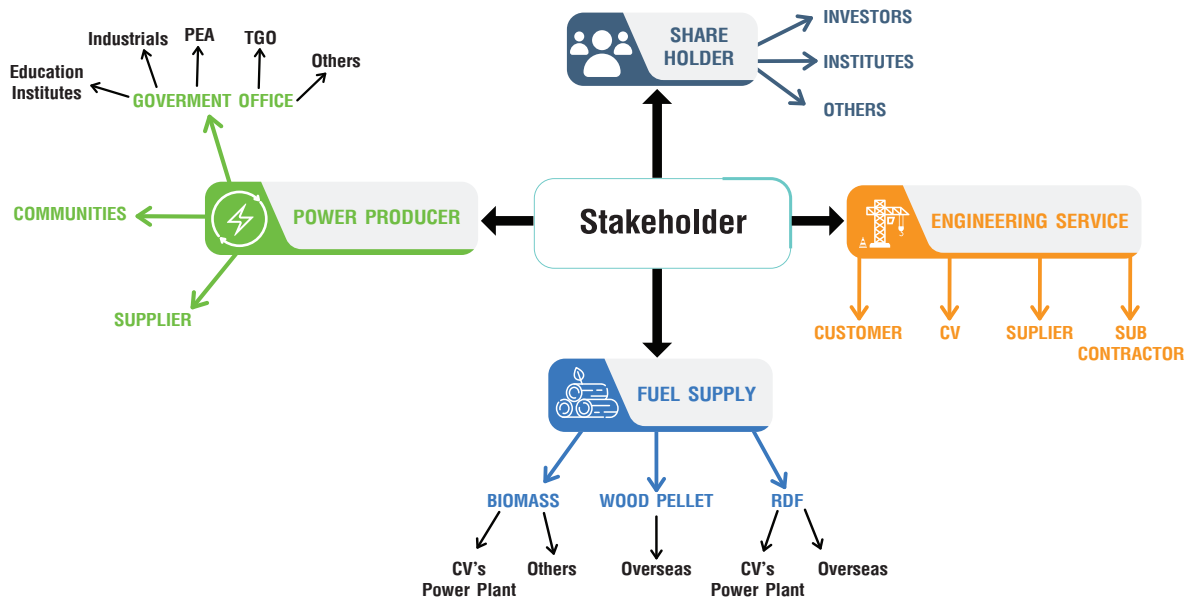 INVESTORS
SHARE
HOLDER
INSTITUTES
OTHERS
PEA
TGO
Industrials
Others
Education
Institutes
GOVERMENT OFFICE
COMMUNITIES
POWER PRODUCER
SUPPLIER
Stakeholder
ENGINEERING SERVICE
CUSTOMER
CV
SUPLIER
SUB
CONTRACTOR
FUEL SUPPLY
BIOMASS
WOOD PELLET
RDF
CV'S
Power Plant
Others
Overseas
CV'S
Power Plant
Overseas